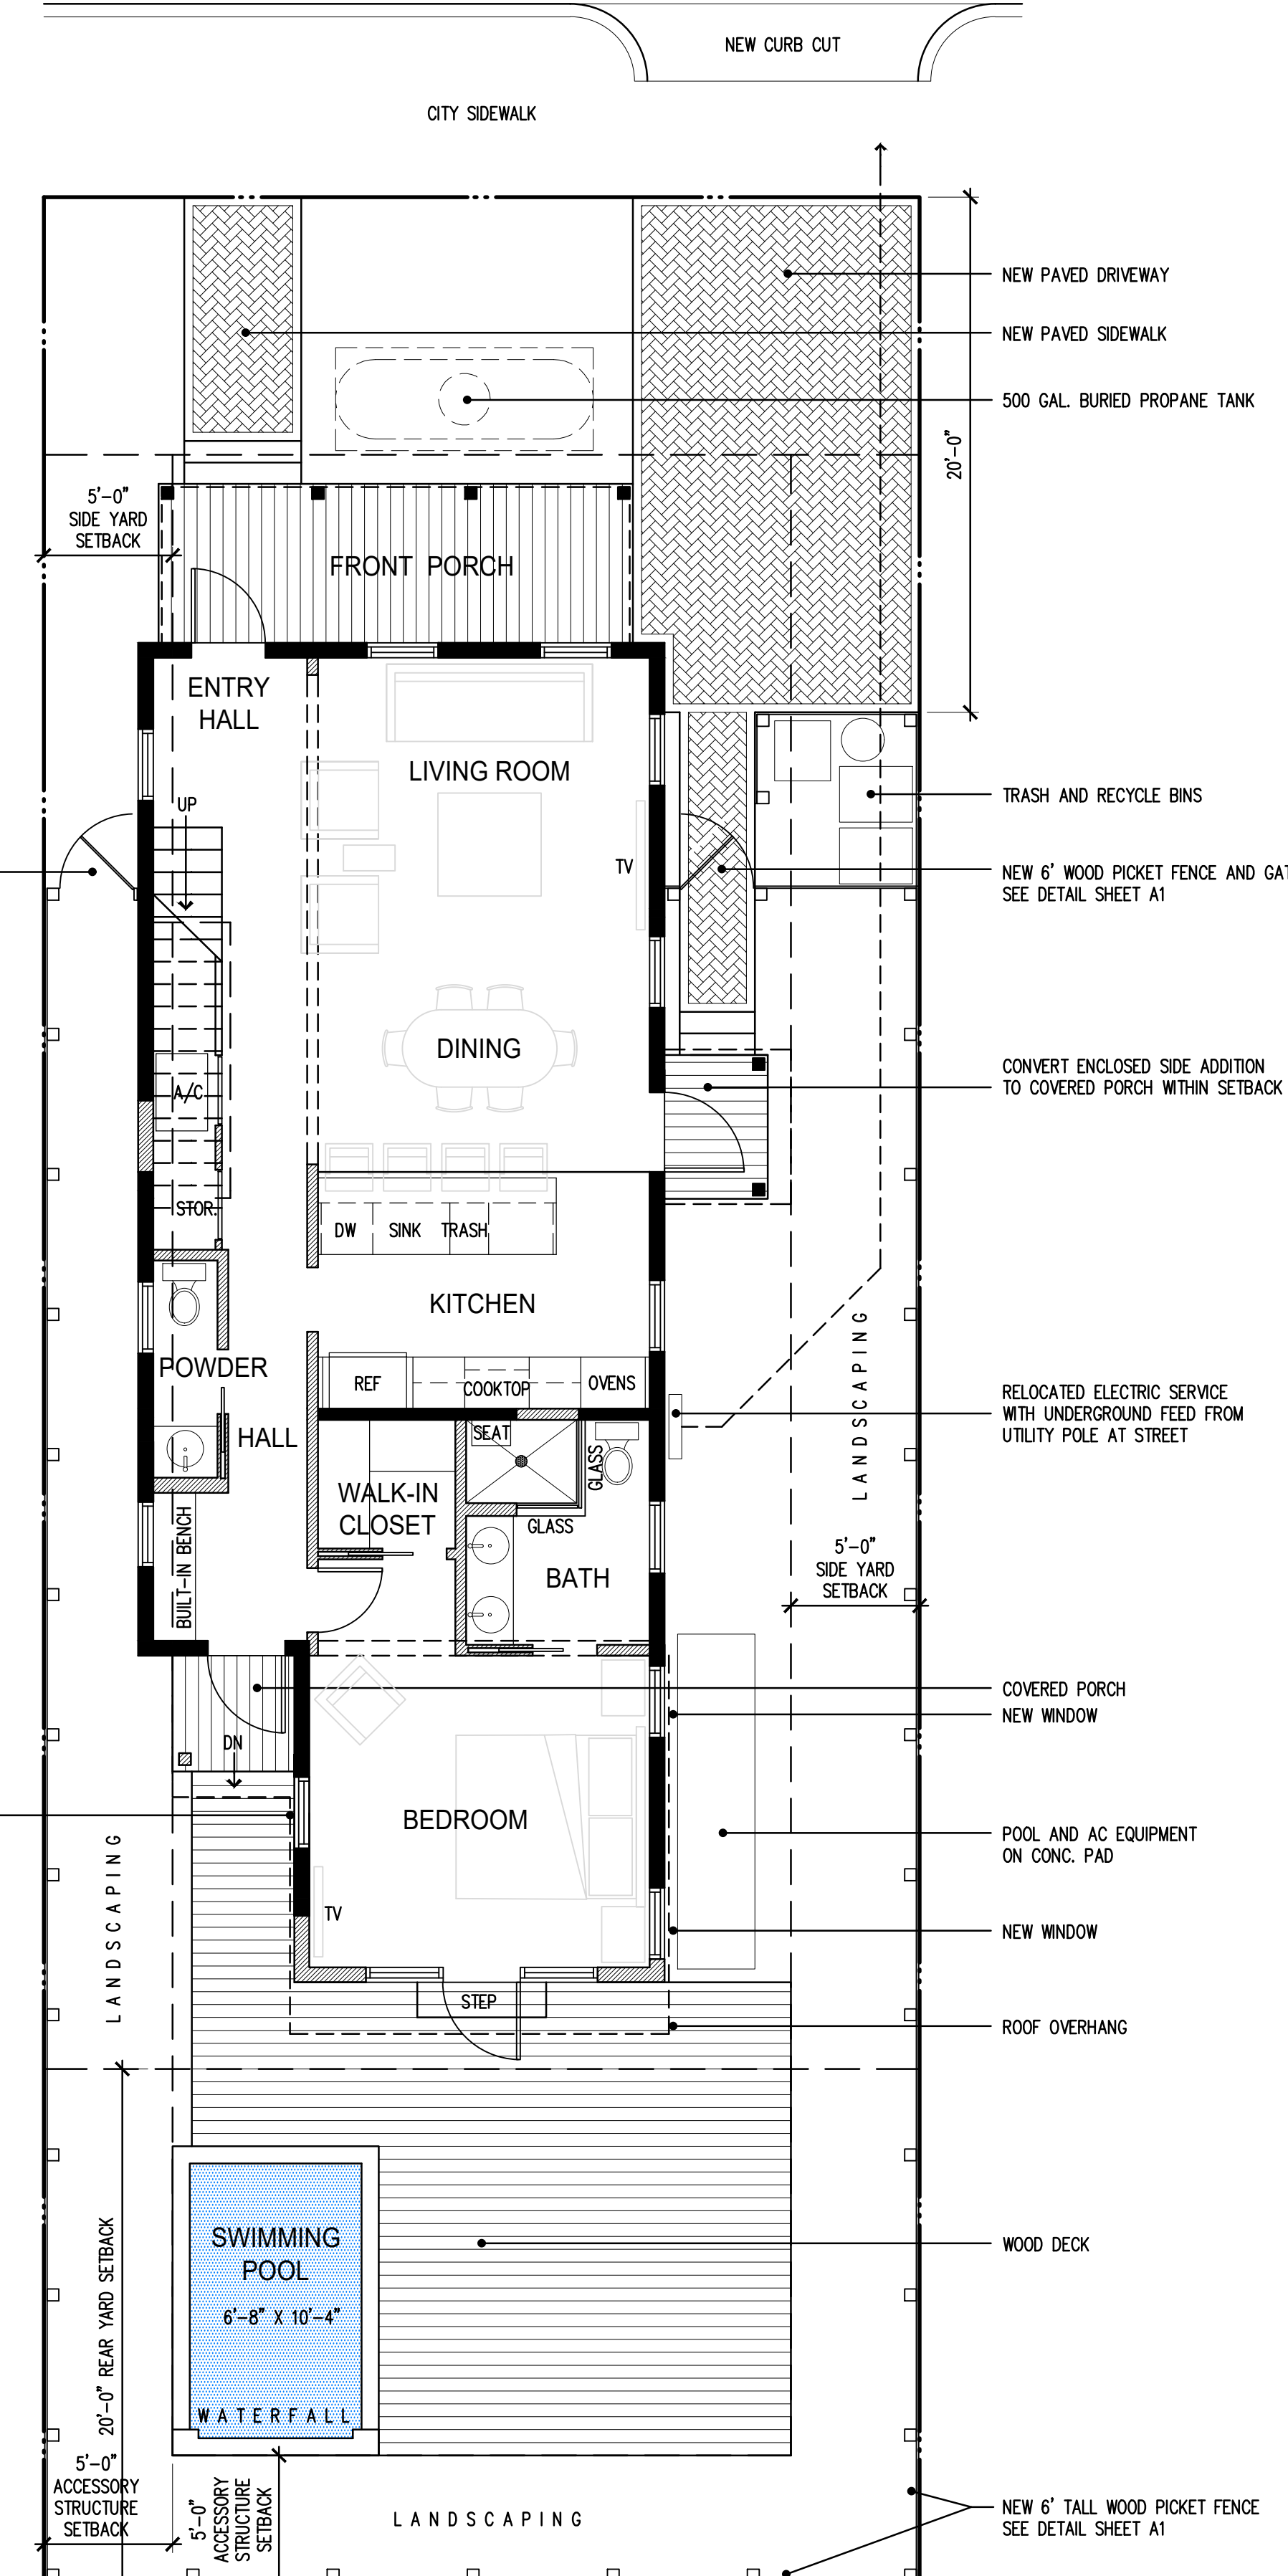 NEW CURB CUT
CITY SIDEWALK
NEW PAVED DRIVEWAY
NEW PAVED SIDEWALK
500 GAL. BURIED PROPANE TANK
20'-0"
5'-0"
SIDE YARD
SETBACK
FRONT PORCH
ENTRY
HALL
LIVING ROOM
UP
TV
TRASH AND RECYCLE BINS
NEW 6' WOOD PICKET FENCE AND GAT
SEE DETAIL SHEET A1
DINING
A/C
CONVERT ENCLOSED SIDE ADDITION
TO COVERED PORCH WITHIN SETBACK
STOR.
DW
SINK
TRASH
KITCHEN
POWDER
REF
COOKTOP
OVENS
LANDSCAPING
RELOCATED ELECTRIC SERVICE
WITH UNDERGROUND FEED FROM
UTILITY POLE AT STREET
HALL
SEAT
GLASS
WALK-IN
CLOSET
GLASS
BUILT-IN BENCH
BATH
5'-0"
SIDE YARD
SETBACK
COVERED PORCH
NEW WINDOW
DN
BEDROOM
POOL AND AC EQUIPMENT
ON CONC. PAD
LANDSCAPING
TV
NEW WINDOW
STEP
ROOF OVERHANG
20'-0" REAR YARD SETBACK
SWIMMING
POOL
6'-8" X 10'-4"
WOOD DECK
WATERFALL
5'-0"
ACCESSORY
STRUCTURE
SETBACK
5'-0"
ACCESSORY
STRUCTURE
SETBACK
LANDSCAPING
NEW 6' TALL WOOD PICKET FENCE
SEE DETAIL SHEET A1